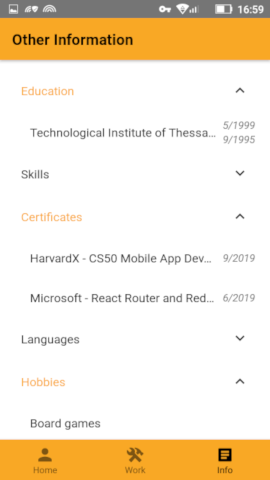 16:59
Other Information
Education
Technological Institute of Thessa... 5/1999
9/1995
Skills
Certificates
HarvardX - CS50 Mobile App Dev... 9/2019
Microsoft - React Router and Red... 6/2019
Languages
Hobbies
Board games
Home Work Info